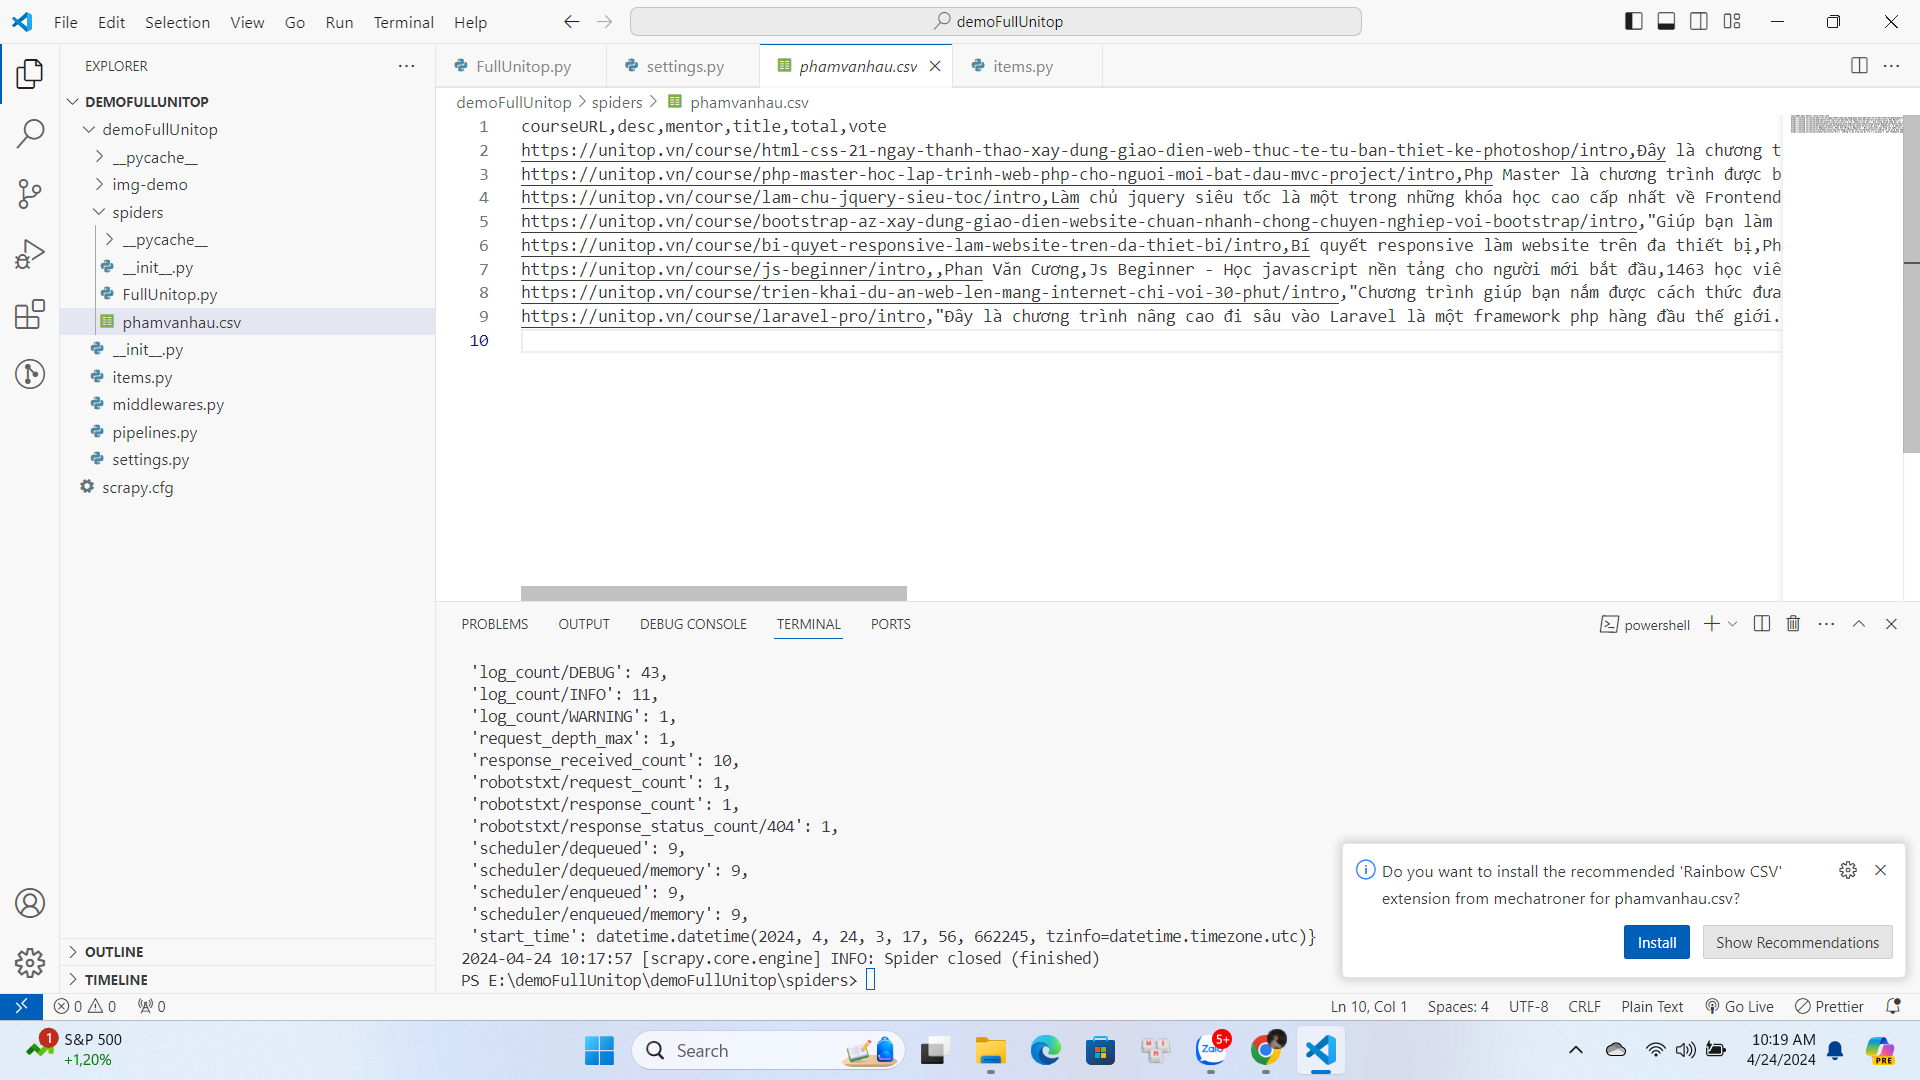 File Edit Selection View Go Run Terminal Help
demoFullUnitop
EXPLORER
DEMOFULLUNITOP
demoFullUnitop
__pycache__
img-demo
spiders
__pycache__
__init__.py
FullUnitop.py
phamvanhau.csv
__init__.py
items.py
middlewares.py
pipelines.py
settings.py
scrapy.cfg
OUTLINE
TIMELINE
FullUnitop.py settings.py phamvanhau.csv items.py
demoFullUnitop > spiders > phamvanhau.csv
1 courseURL,desc,mentor,title,total,vote
2 https://unitop.vn/course/html-css-21-ngay-thanh-thao-xay-dung-giao-dien-web-thuc-te-tu-ban-thiet-ke-photoshop/intro,Đây là chương t
3 https://unitop.vn/course/php-master-hoc-lap-trinh-web-php-cho-nguoi-moi-bat-dau-mvc-project/intro,Php Master là chương trình được b
4 https://unitop.vn/course/lam-chu-jquery-sieu-toc/intro,Làm chủ jquery siêu tốc là một trong những khóa học cao cấp nhất về Frontend
5 https://unitop.vn/course/bootstrap-az-xay-dung-giao-dien-website-chuan-nhanh-chong-chuyen-nghiep-voi-bootstrap/intro,"Giúp bạn làm
6 https://unitop.vn/course/bi-quyet-responsive-lam-website-tren-da-thiet-bi/intro,Bí quyết responsive làm website trên đa thiết bị,Ph
7 https://unitop.vn/course/js-beginner/intro,,Phan Văn Cương,Js Beginner - Học javascript nền tảng cho người mới bắt đầu,1463 học viê
8 https://unitop.vn/course/trien-khai-du-an-web-len-mang-internet-chi-voi-30-phut/intro,"Chương trình giúp bạn nắm được cách thức đưa
9 https://unitop.vn/course/laravel-pro/intro,"Đây là chương trình nâng cao đi sâu vào Laravel là một framework php hàng đầu thế giới.
10
PROBLEMS OUTPUT DEBUG CONSOLE TERMINAL PORTS
powershell
'log_count/DEBUG': 43,
'log_count/INFO': 11,
'log_count/WARNING': 1,
'request_depth_max': 1,
'response_received_count': 10,
'robotstxt/request_count': 1,
'robotstxt/response_count': 1,
'robotstxt/response_status_count/404': 1,
'scheduler/dequeued': 9,
'scheduler/dequeued/memory': 9,
'scheduler/enqueued': 9,
'scheduler/enqueued/memory': 9,
'start_time': datetime.datetime(2024, 4, 24, 3, 17, 56, 662245, tzinfo=datetime.timezone.utc)}
2024-04-24 10:17:57 [scrapy.core.engine] INFO: Spider closed (finished)
PS E:\demoFullUnitop\demoFullUnitop\spiders>
Do you want to install the recommended 'Rainbow CSV'
extension from mechatroner for phamvanhau.csv?
Install Show Recommendations
0 0 0
Ln 10, Col 1 Spaces: 4 UTF-8 CRLF Plain Text Go Live Prettier
1 S&P 500
+1,20%
Search
Zalo 5+
10:19 AM
4/24/2024
PRE